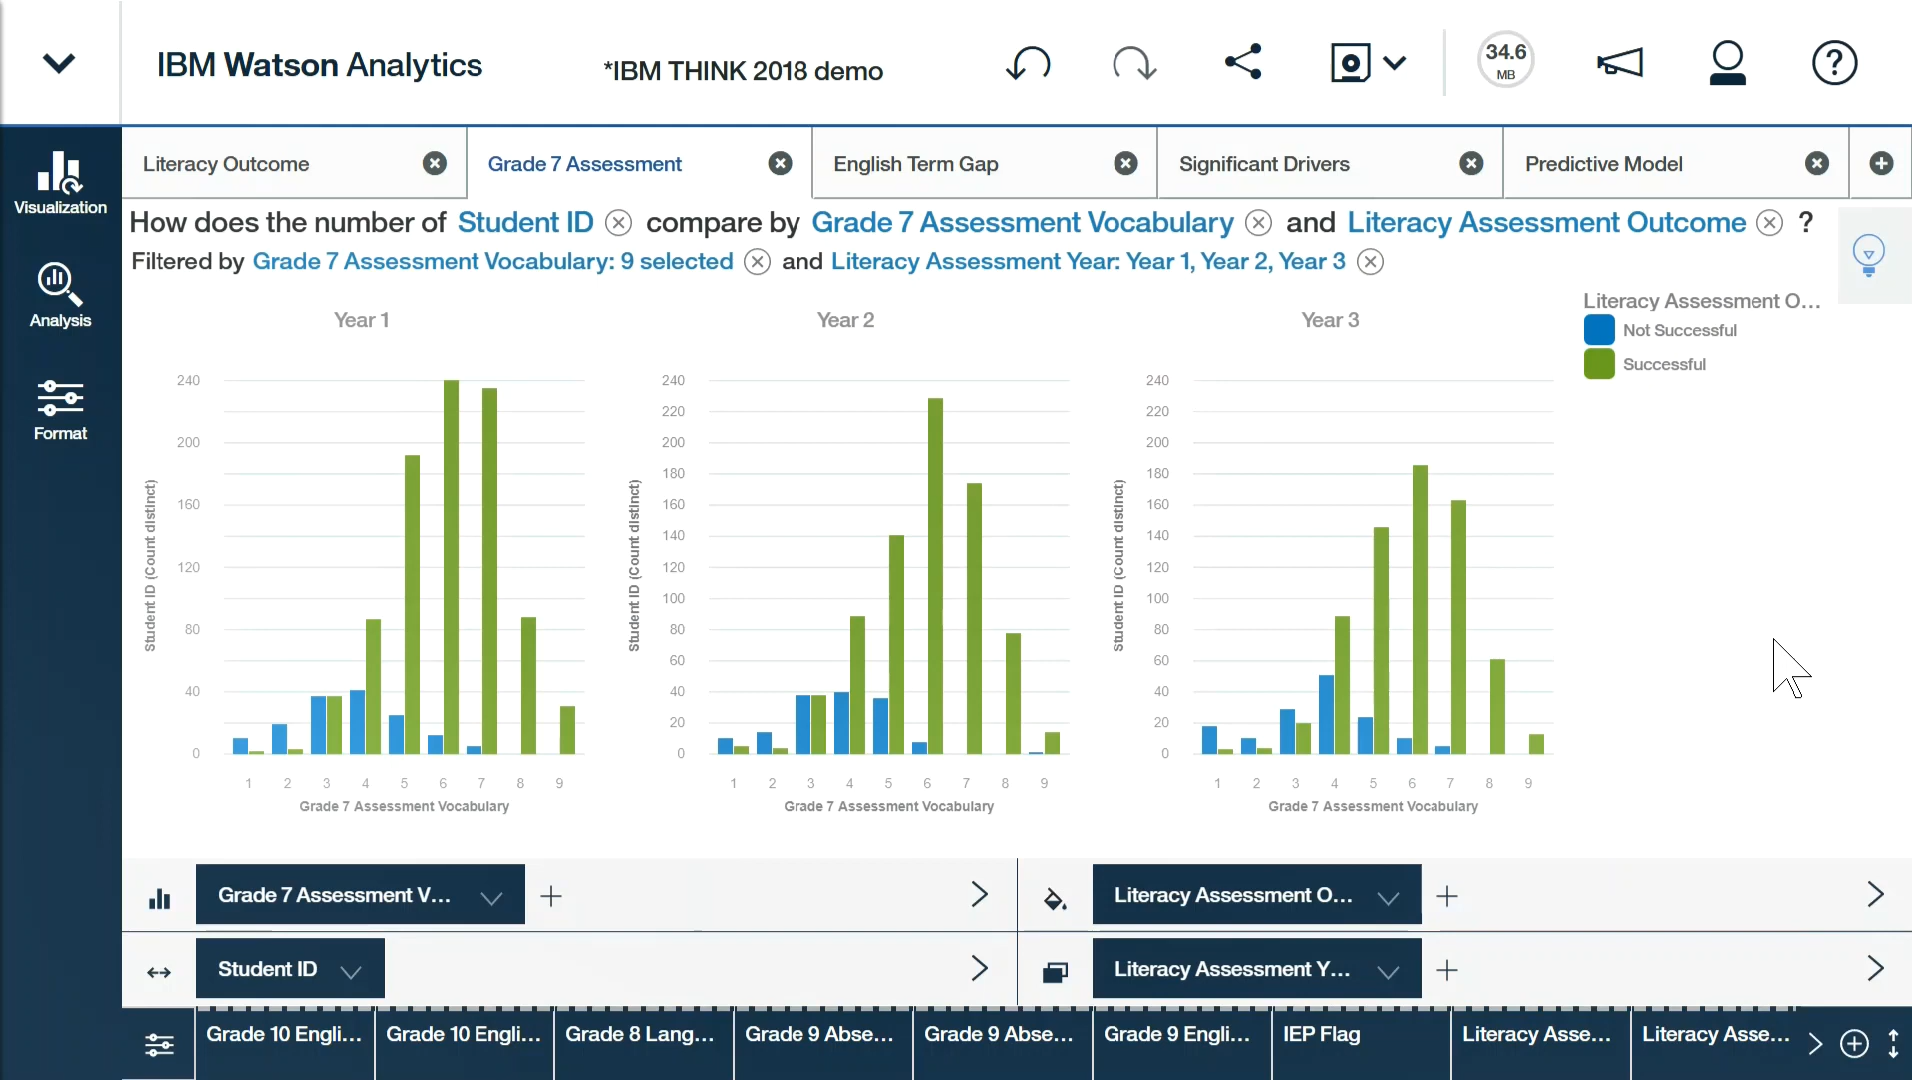 IBM Watson Analytics
*IBM THINK 2018 demo
34.6
MB
?
Visualization
Analysis
Format
Literacy Outcome
Grade 7 Assessment
English Term Gap
Significant Drivers
Predictive Model
How does the number of Student ID compare by Grade 7 Assessment Vocabulary and Literacy Assessment Outcome ?
Filtered by Grade 7 Assessment Vocabulary: 9 selected and Literacy Assessment Year: Year 1, Year 2, Year 3
Literacy Assessment O...
Not Successful
Successful
Year 1
Student ID (Count distinct)
240
200
160
120
80
40
0
1 2 3 4 5 6 7 8 9
Grade 7 Assessment Vocabulary
Year 2
Student ID (Count distinct)
240
220
200
180
160
140
120
100
80
60
40
20
0
1 2 3 4 5 6 7 8 9
Grade 7 Assessment Vocabulary
Year 3
Student ID (Count distinct)
240
220
200
180
160
140
120
100
80
60
40
20
0
1 2 3 4 5 6 7 8 9
Grade 7 Assessment Vocabulary
Grade 7 Assessment V...
Literacy Assessment O...
Student ID
Literacy Assessment Y...
Grade 10 Engli...
Grade 10 Engli...
Grade 8 Lang...
Grade 9 Abse...
Grade 9 Abse...
Grade 9 Engli...
IEP Flag
Literacy Asse...
Literacy Asse...